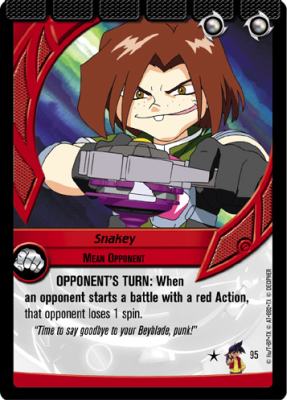 Snakey
MEAN OPPONENT
OPPONENT'S TURN: When
an opponent starts a battle with a red Action,
that opponent loses 1 spin.
"Time to say goodbye to your Beyblade, punk!"
95